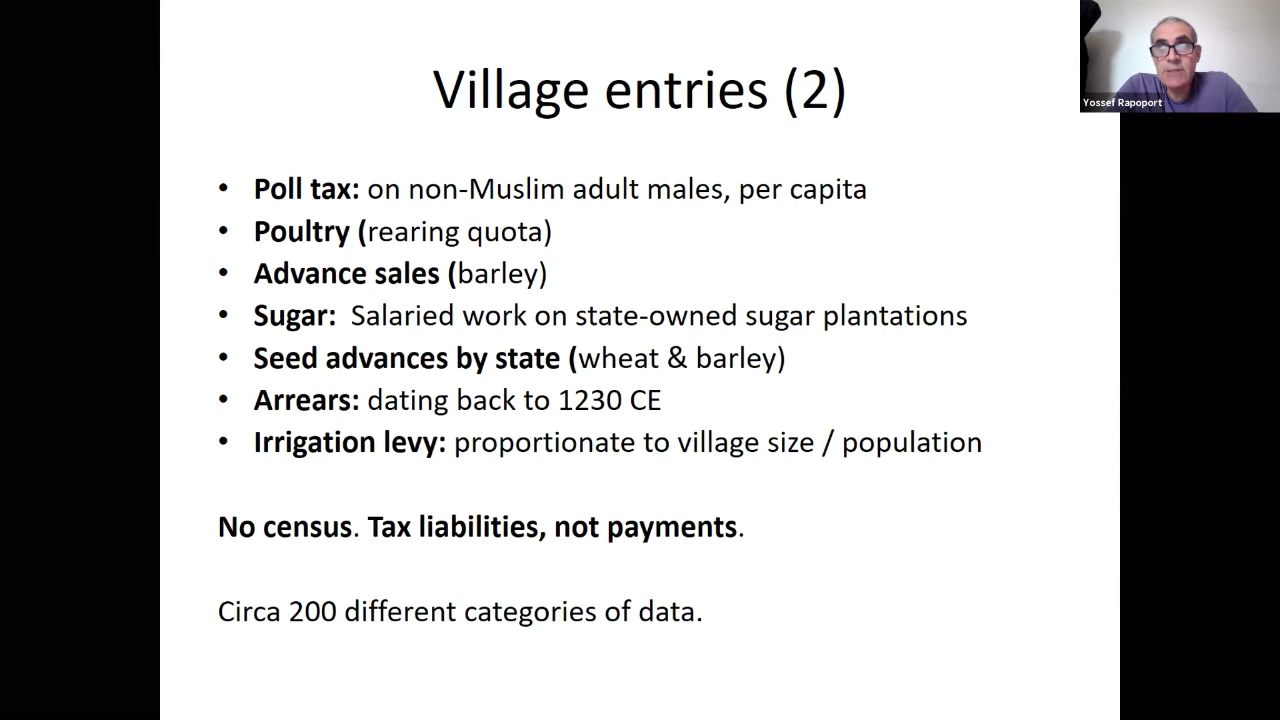 Village entries (2)
Yossef Rapoport
• Poll tax: on non-Muslim adult males, per capita
• Poultry (rearing quota)
• Advance sales (barley)
• Sugar: Salaried work on state-owned sugar plantations
• Seed advances by state (wheat & barley)
• Arrears: dating back to 1230 CE
• Irrigation levy: proportionate to village size / population
No census. Tax liabilities, not payments.
Circa 200 different categories of data.